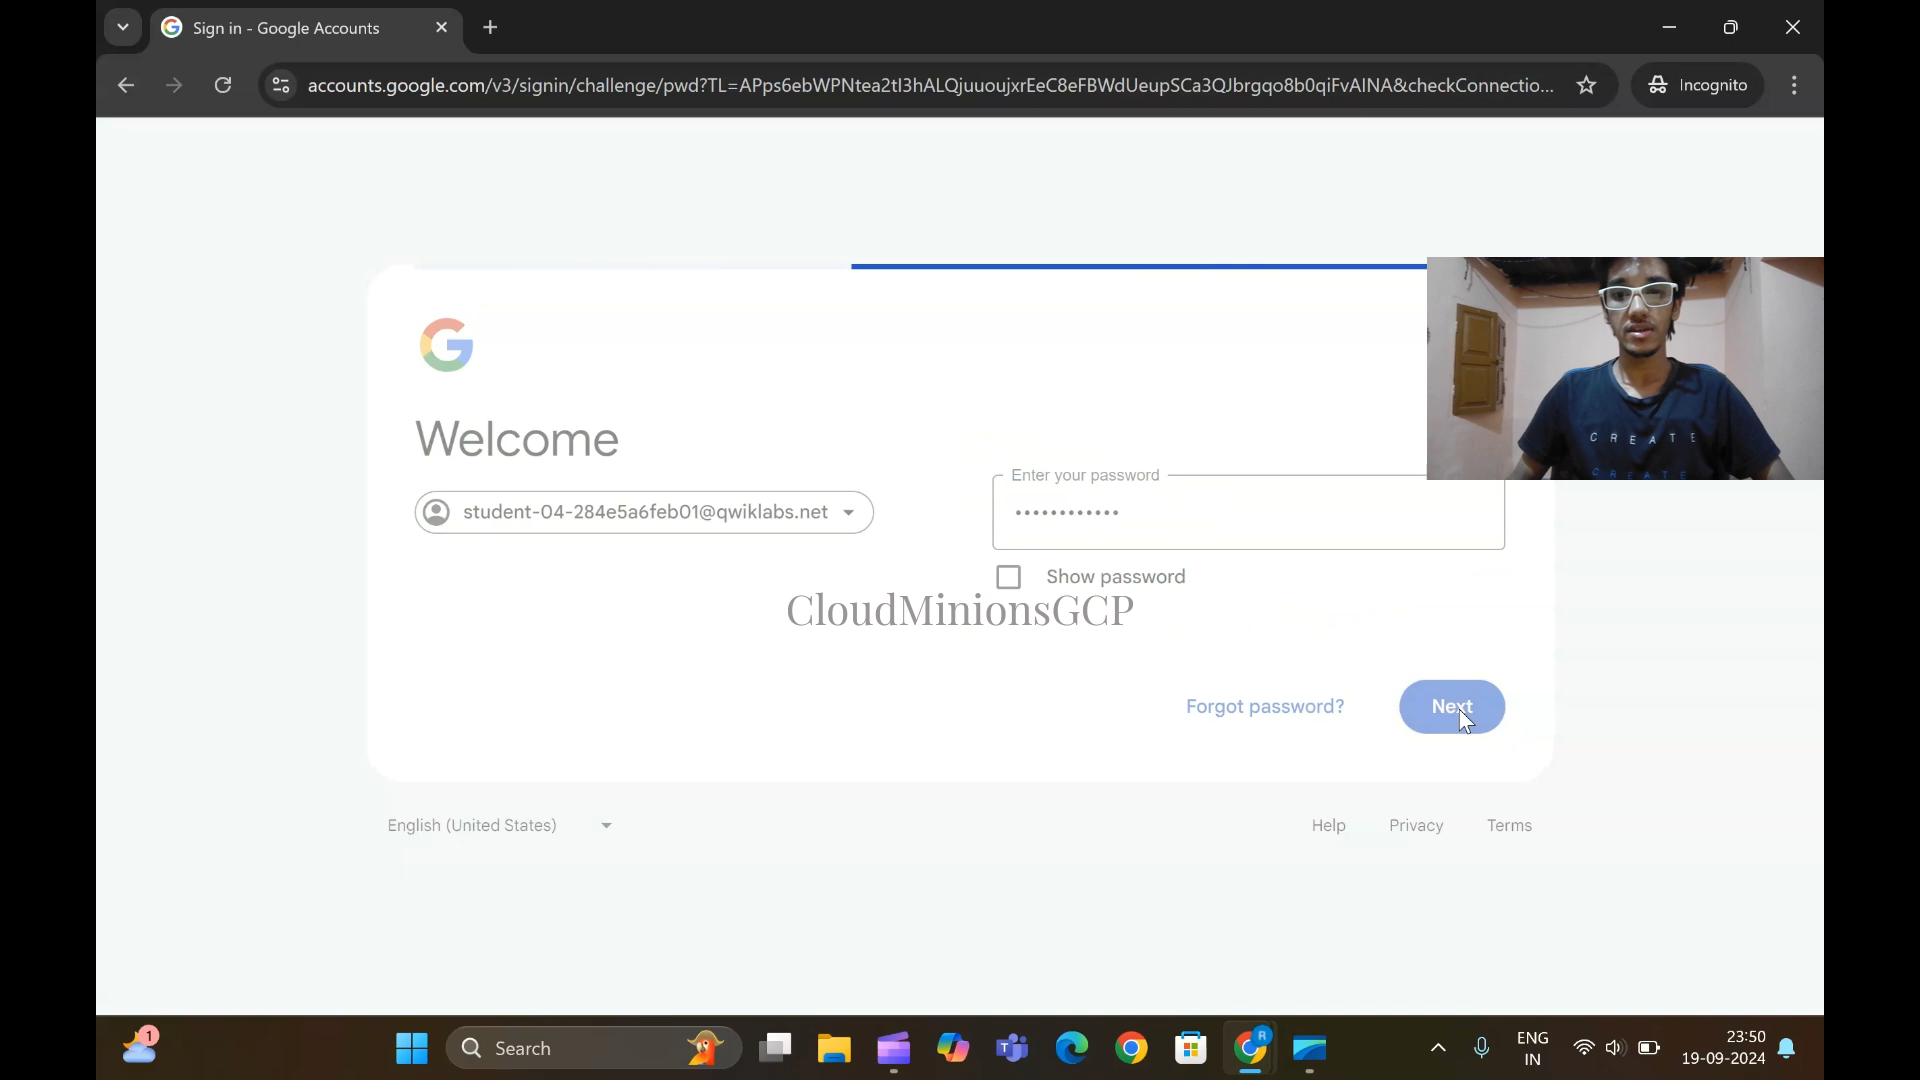 Sign in - Google Accounts
accounts.google.com/v3/signin/challenge/pwd?TL=APps6ebWPNtea2tI3hALQjuuoujxrEeC8eFBWdUeupSCa3QJbrgqo8b0qiFvAINA&checkConnectio...
Incognito
Welcome
student-04-284e5a6feb01@qwiklabs.net
Enter your password
••••••••••••
Show password
CloudMinionsGCP
Forgot password?
Next
CREATE
CREATE
English (United States)
Help
Privacy
Terms
1
Search
T
R
ENG
IN
23:50
19-09-2024